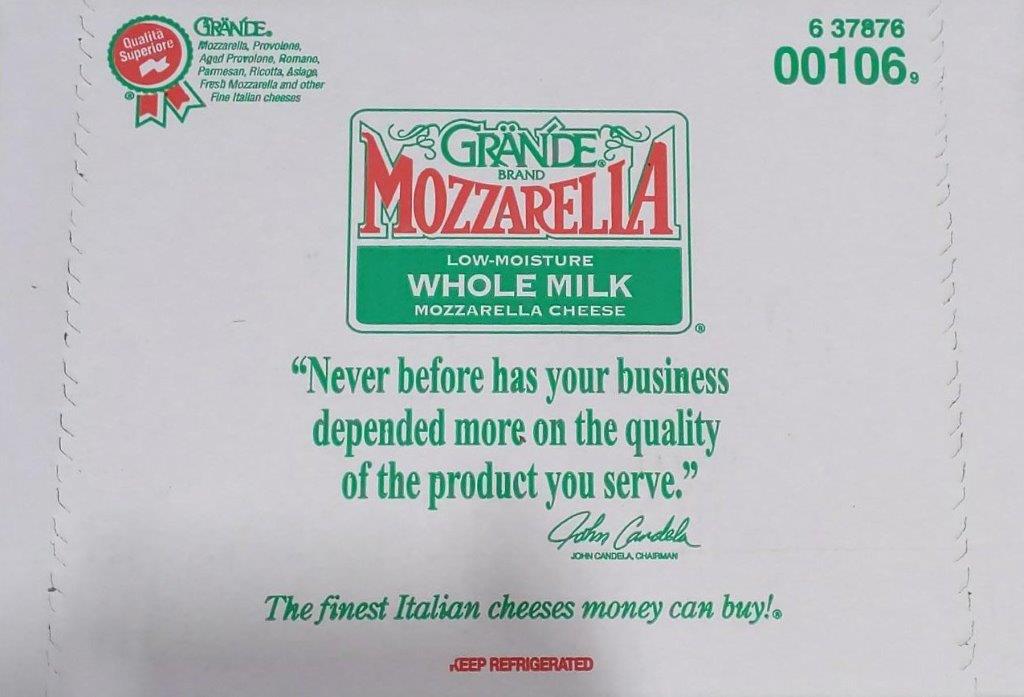 Qualità
Superiore
GRÄNDE®
Mozzarella, Provolone,
Aged Provolone, Romano,
Parmesan, Ricotta, Asiago,
Fresh Mozzarella and other
Fine Italian cheeses
®
6 37876
00106 9
GRÄNDE®
BRAND
MOZZARELLA
LOW-MOISTURE
WHOLE MILK
MOZZARELLA CHEESE
®
“Never before has your business
depended more on the quality
of the product you serve.”
John Candela
JOHN CANDELA, CHAIRMAN
The finest Italian cheeses money can buy!®
KEEP REFRIGERATED